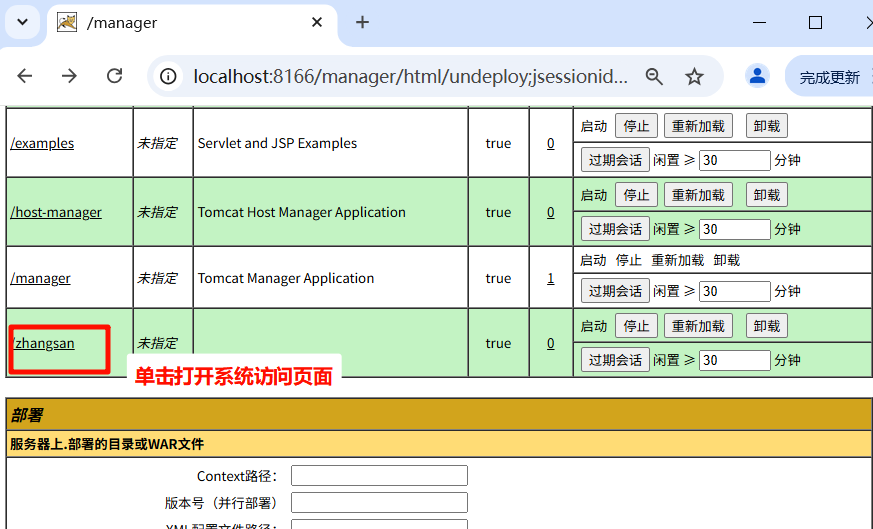 /manager
localhost:8166/manager/html/undeploy;jsessionid...
完成更新
/examples 未指定 Servlet and JSP Examples true 0 启动 停止 重新加载 卸载
过期会话 闲置 ≥ 30 分钟
/host-manager 未指定 Tomcat Host Manager Application true 0 启动 停止 重新加载 卸载
过期会话 闲置 ≥ 30 分钟
/manager 未指定 Tomcat Manager Application true 1 启动 停止 重新加载 卸载
过期会话 闲置 ≥ 30 分钟
/zhangsan 未指定 true 0 启动 停止 重新加载 卸载
过期会话 闲置 ≥ 30 分钟
单击打开系统访问页面
部署
服务器上.部署的目录或WAR文件
Context路径:
版本号（并行部署）
XML配置文件路径: